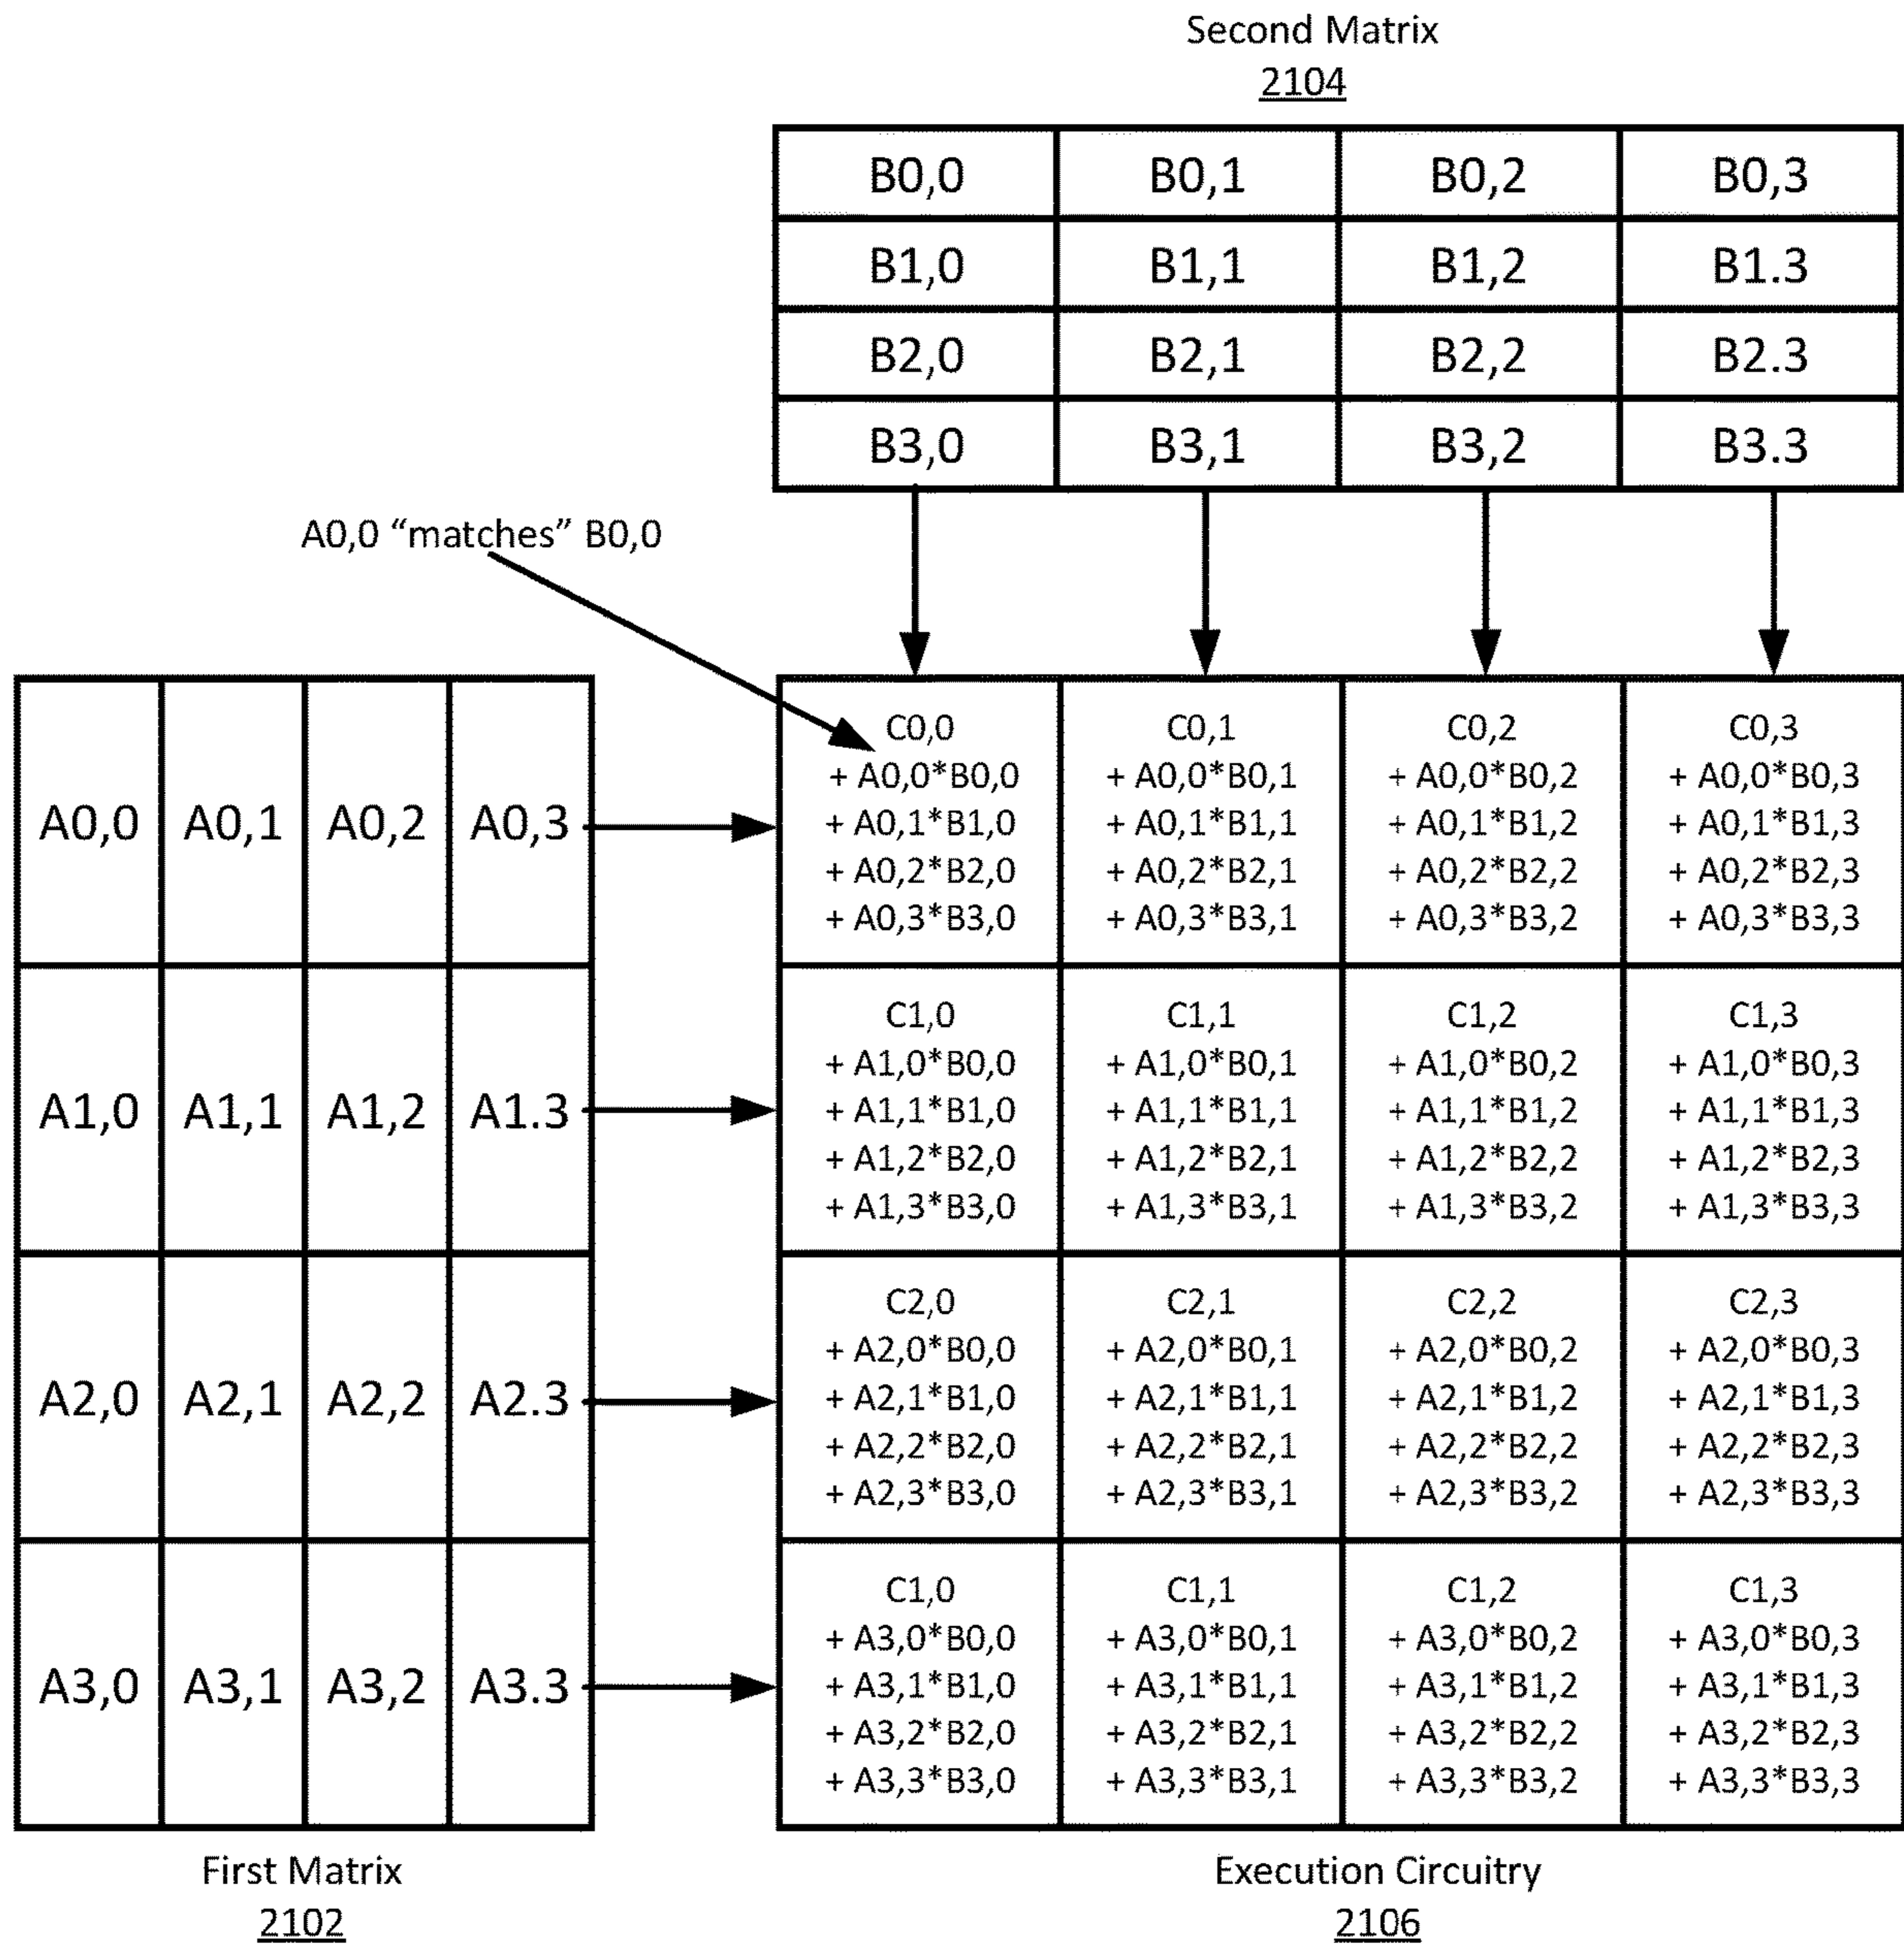 Second Matrix
2104
B0,0 B0,1 B0,2 B0,3
B1,0 B1,1 B1,2 B1.3
B2,0 B2,1 B2,2 B2.3
B3,0 B3,1 B3,2 B3.3
A0,0 “matches” B0,0
A0,0 A0,1 A0,2 A0,3
A1,0 A1,1 A1,2 A1.3
A2,0 A2,1 A2,2 A2.3
A3,0 A3,1 A3,2 A3.3
First Matrix
2102
C0,0 C0,1 C0,2 C0,3
+ A0,0*B0,0 + A0,0*B0,1 + A0,0*B0,2 + A0,0*B0,3
+ A0,1*B1,0 + A0,1*B1,1 + A0,1*B1,2 + A0,1*B1,3
+ A0,2*B2,0 + A0,2*B2,1 + A0,2*B2,2 + A0,2*B2,3
+ A0,3*B3,0 + A0,3*B3,1 + A0,3*B3,2 + A0,3*B3,3
C1,0 C1,1 C1,2 C1,3
+ A1,0*B0,0 + A1,0*B0,1 + A1,0*B0,2 + A1,0*B0,3
+ A1,1*B1,0 + A1,1*B1,1 + A1,1*B1,2 + A1,1*B1,3
+ A1,2*B2,0 + A1,2*B2,1 + A1,2*B2,2 + A1,2*B2,3
+ A1,3*B3,0 + A1,3*B3,1 + A1,3*B3,2 + A1,3*B3,3
C2,0 C2,1 C2,2 C2,3
+ A2,0*B0,0 + A2,0*B0,1 + A2,0*B0,2 + A2,0*B0,3
+ A2,1*B1,0 + A2,1*B1,1 + A2,1*B1,2 + A2,1*B1,3
+ A2,2*B2,0 + A2,2*B2,1 + A2,2*B2,2 + A2,2*B2,3
+ A2,3*B3,0 + A2,3*B3,1 + A2,3*B3,2 + A2,3*B3,3
C1,0 C1,1 C1,2 C1,3
+ A3,0*B0,0 + A3,0*B0,1 + A3,0*B0,2 + A3,0*B0,3
+ A3,1*B1,0 + A3,1*B1,1 + A3,1*B1,2 + A3,1*B1,3
+ A3,2*B2,0 + A3,2*B2,1 + A3,2*B2,2 + A3,2*B2,3
+ A3,3*B3,0 + A3,3*B3,1 + A3,3*B3,2 + A3,3*B3,3
Execution Circuitry
2106